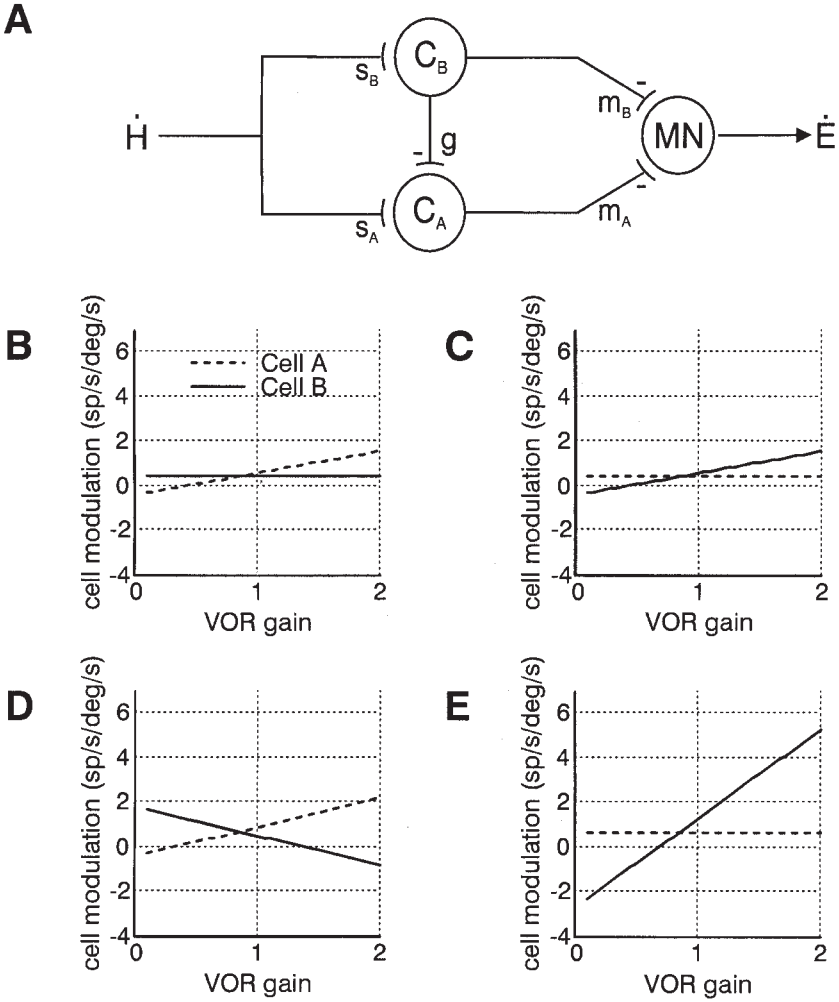 A
Ḣ
s_B
C_B
g
-
s_A
C_A
m_B
-
MN
m_A
-
Ė
B
cell modulation (sp/s/deg/s)
6
4
2
0
-2
-4
Cell A
Cell B
0
1
2
VOR gain
C
cell modulation (sp/s/deg/s)
6
4
2
0
-2
-4
0
1
2
VOR gain
D
cell modulation (sp/s/deg/s)
6
4
2
0
-2
-4
0
1
2
VOR gain
E
cell modulation (sp/s/deg/s)
6
4
2
0
-2
-4
0
1
2
VOR gain